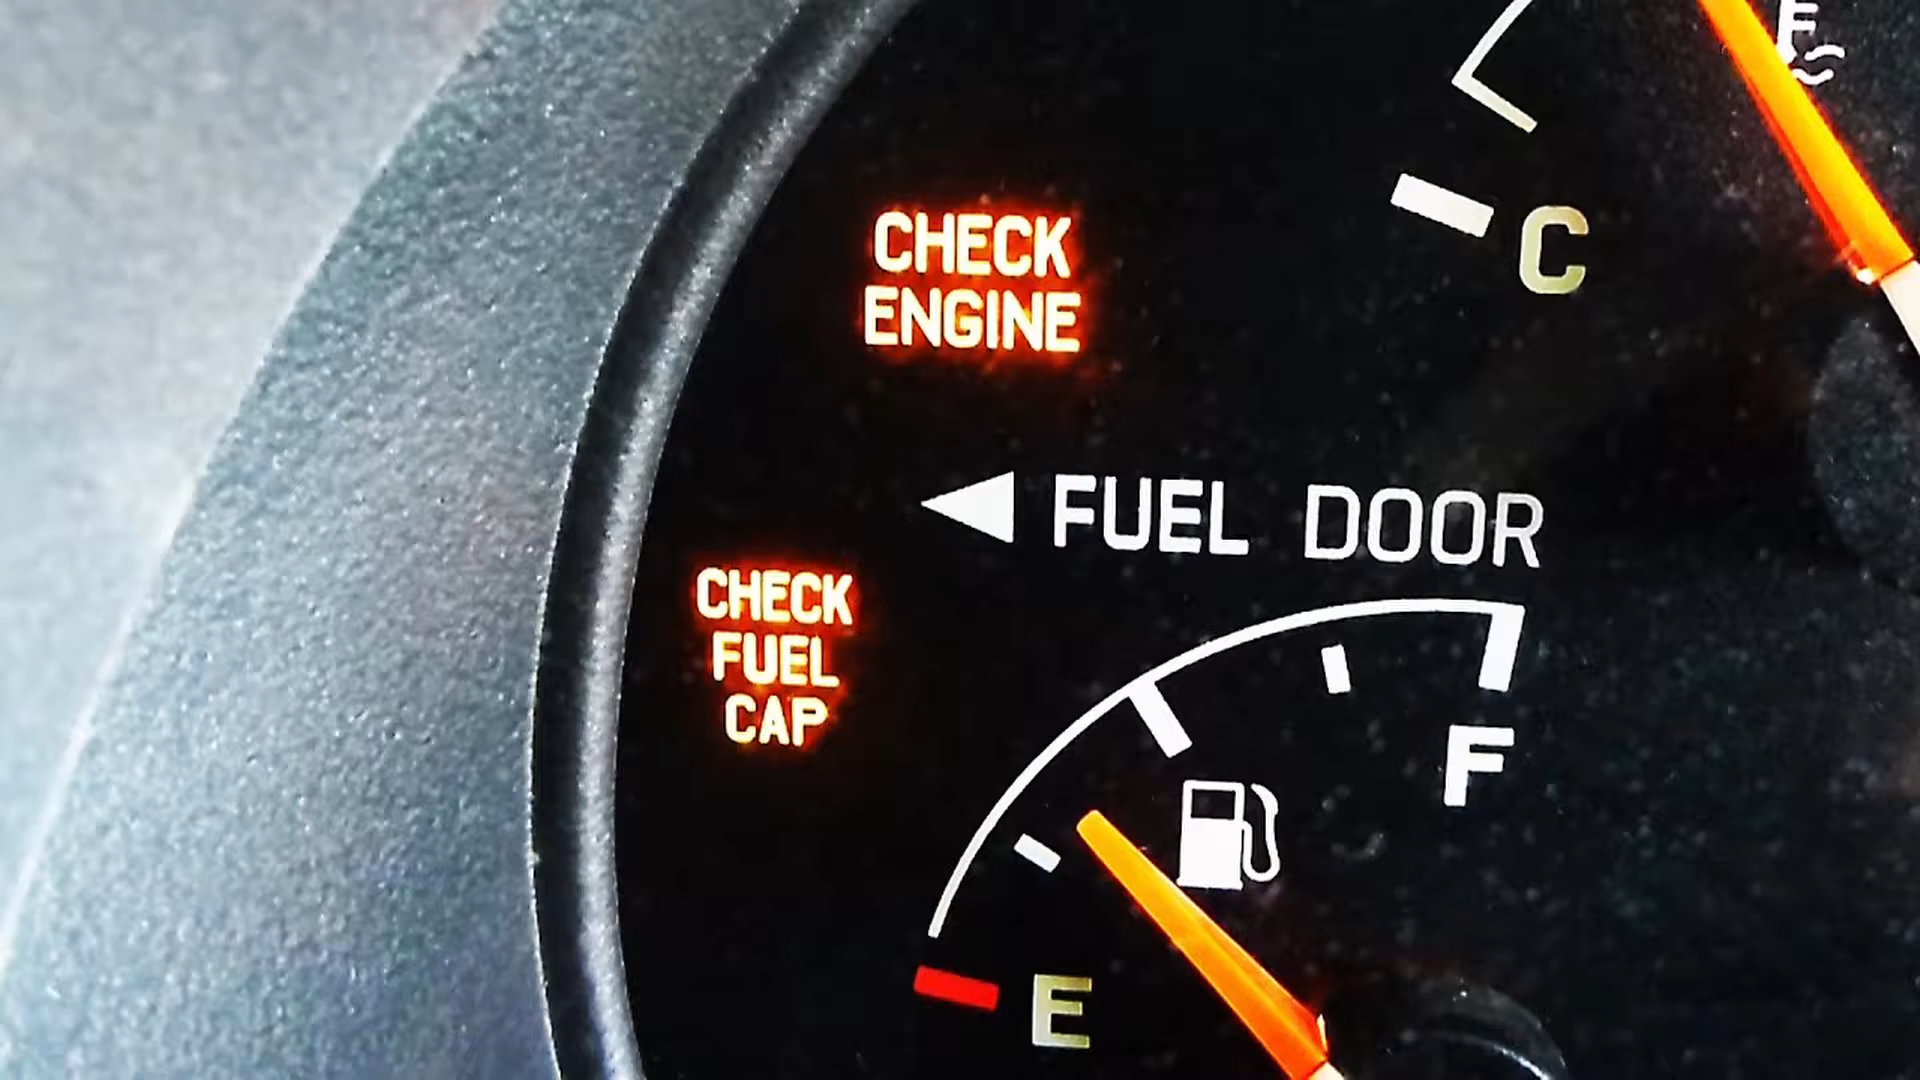 C
CHECK
ENGINE
FUEL DOOR
CHECK
FUEL
CAP
F
E